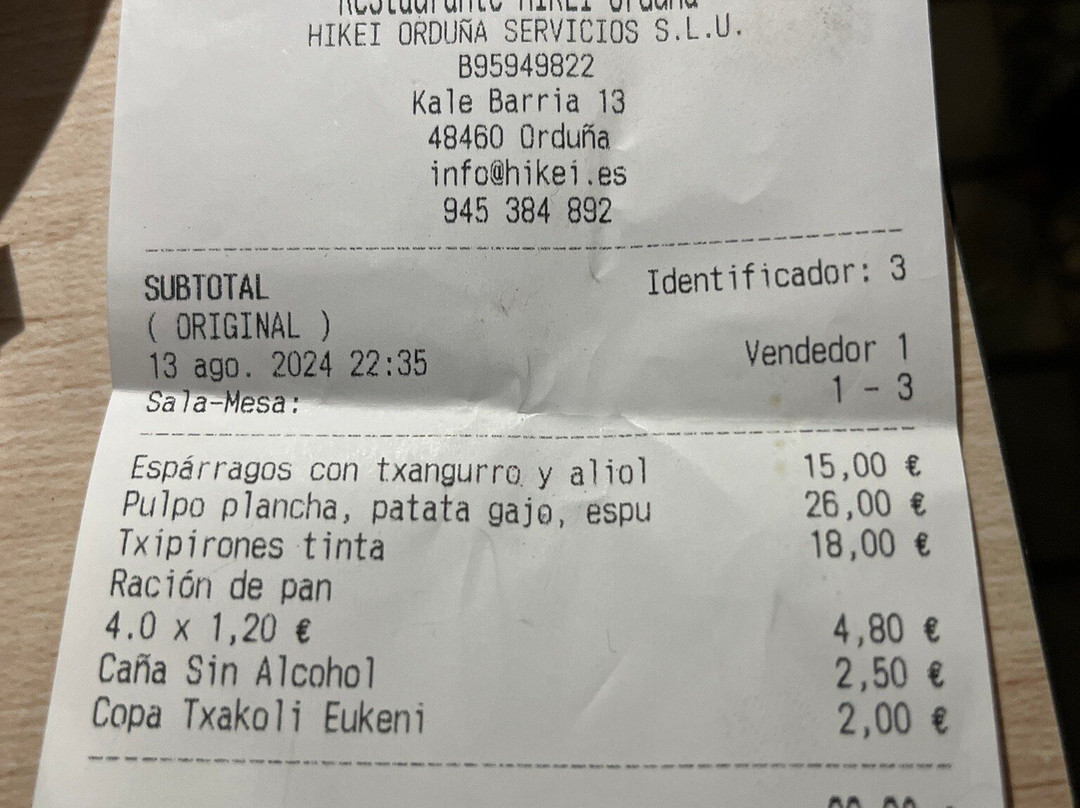 Restaurante HIKEI Orduña
HIKEI ORDUÑA SERVICIOS S.L.U.
B95949822
Kale Barria 13
48460 Orduña
info@hikei.es
945 384 892
SUBTOTAL Identificador: 3
( ORIGINAL )
13 ago. 2024 22:35 Vendedor 1
Sala-Mesa: 1 - 3
Espárragos con txangurro y aliol 15,00 €
Pulpo plancha, patata gajo, espu 26,00 €
Txipirones tinta 18,00 €
Ración de pan
4.0 x 1,20 € 4,80 €
Caña Sin Alcohol 2,50 €
Copa Txakoli Eukeni 2,00 €